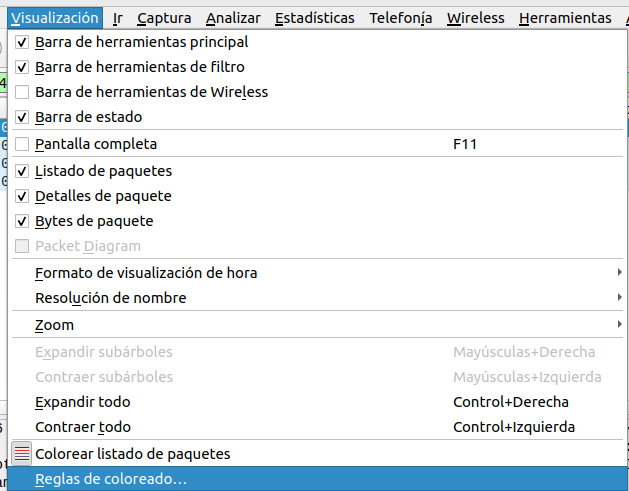 Visualización Ir Captura Analizar Estadísticas Telefonía Wireless Herramientas
Barra de herramientas principal
Barra de herramientas de filtro
Barra de herramientas de Wireless
Barra de estado
Pantalla completa F11
Listado de paquetes
Detalles de paquete
Bytes de paquete
Packet Diagram
Formato de visualización de hora
Resolución de nombre
Zoom
Expandir subárboles Mayúsculas+Derecha
Contraer subárboles Mayúsculas+Izquierda
Expandir todo Control+Derecha
Contraer todo Control+Izquierda
Colorear listado de paquetes
Reglas de coloreado...